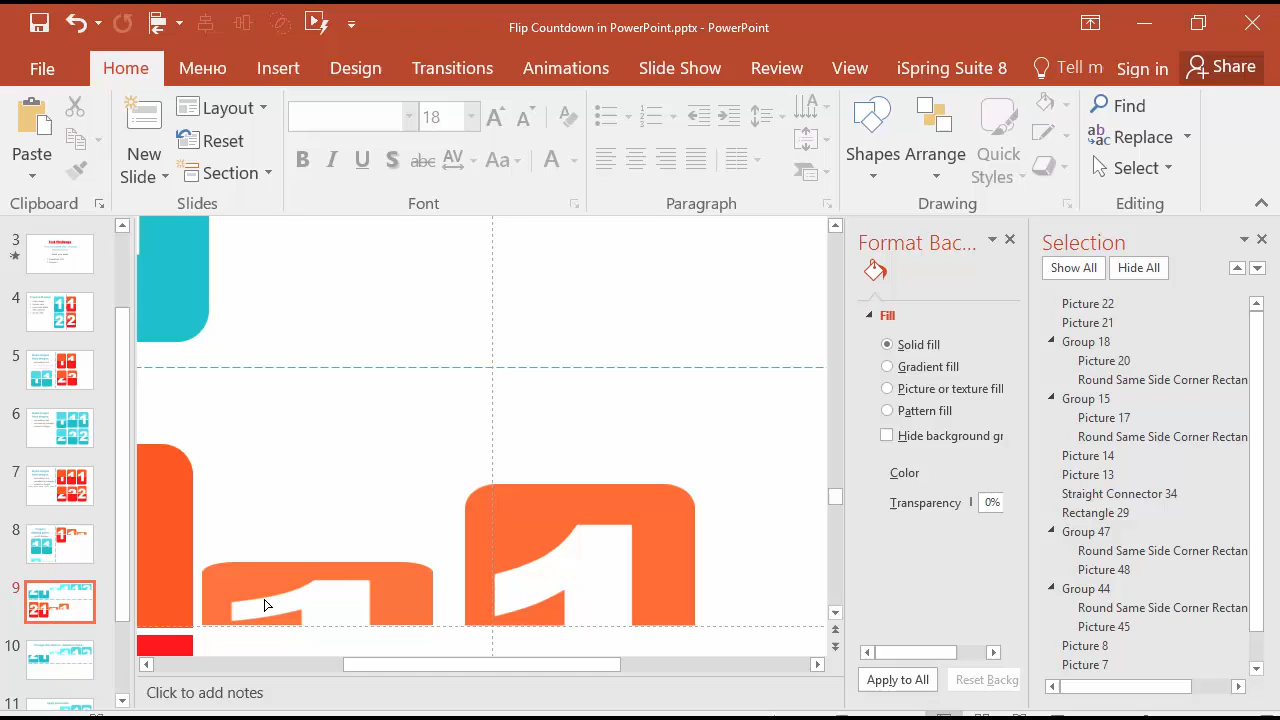 Flip Countdown in PowerPoint.pptx - PowerPoint
File Home Меню Insert Design Transitions Animations Slide Show Review View iSpring Suite 8 Tell m Sign in Share
Paste
Clipboard
New
Slide
Layout
Reset
Section
Slides
18
B I U S abc AV Aa A
Font
Paragraph
Shapes
Arrange
Quick
Styles
Drawing
Find
ab
ac
Replace
Select
Editing
3
4
5
6
7
8
9
10
11
1
1
Click to add notes
Format Bac...
Fill
Solid fill
Gradient fill
Picture or texture fill
Pattern fill
Hide background gr
Color
Transparency
0%
Apply to All
Reset Backg
Selection
Show All
Hide All
Picture 22
Picture 21
Group 18
Picture 20
Round Same Side Corner Rectan
Group 15
Picture 17
Round Same Side Corner Rectan
Picture 14
Picture 13
Straight Connector 34
Rectangle 29
Group 47
Round Same Side Corner Rectan
Picture 48
Group 44
Round Same Side Corner Rectan
Picture 45
Picture 8
Picture 7